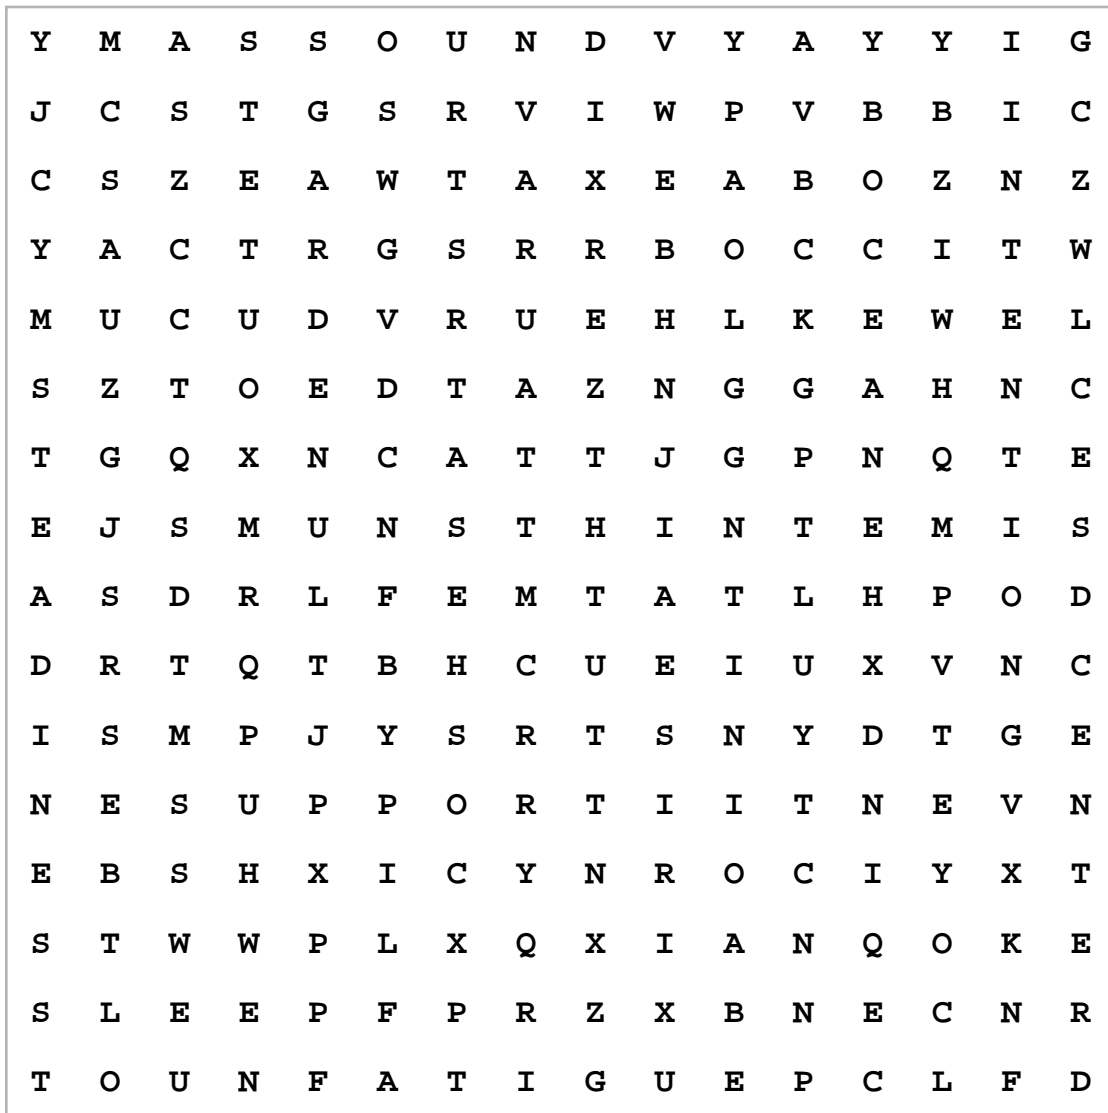 Y M A S S O U N D V Y A Y Y I G
J C S T G S R V I W P V B B I C
C S Z E A W T A X E A B O Z N Z
Y A C T R G S R R B O C C I T W
M U C U D V R U E H L K E W E L
S Z T O E D T A Z N G G A H N C
T G Q X N C A T T J G P N Q T E
E J S M U N S T H I N T E M I S
A S D R L F E M T A T L H P O D
D R T Q T B H C U E I U X V N C
I S M P J Y S R T S N Y D T G E
N E S U P P O R T I I T N E V N
E B S H X I C Y N R O C I Y X T
S T W W P L X Q X I A N Q O K E
S L E E P F P R Z X B N E C N R
T O U N F A T I G U E P C L F D